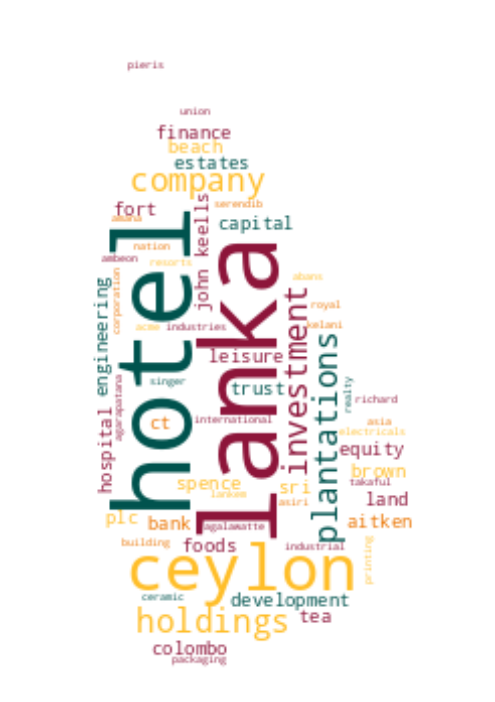 pieris
union
finance
beach
estates
company
fort
amana
serendib
capital
hotel
lanka
john keells
nation
ambeon
resorts
corporation
engineering
abans
royal
kelani
acme
industries
investment
plantations
leisure
singer
trust
realty
richard
agarapatana
hospital
ct
international
asia
electricals
equity
spence
lankem
sri
asiri
brown
takaful
land
plc
bank
agalawatte
aitken
building
foods
industrial
printing
ceylon
ceramic
development
holdings
tea
colombo
packaging